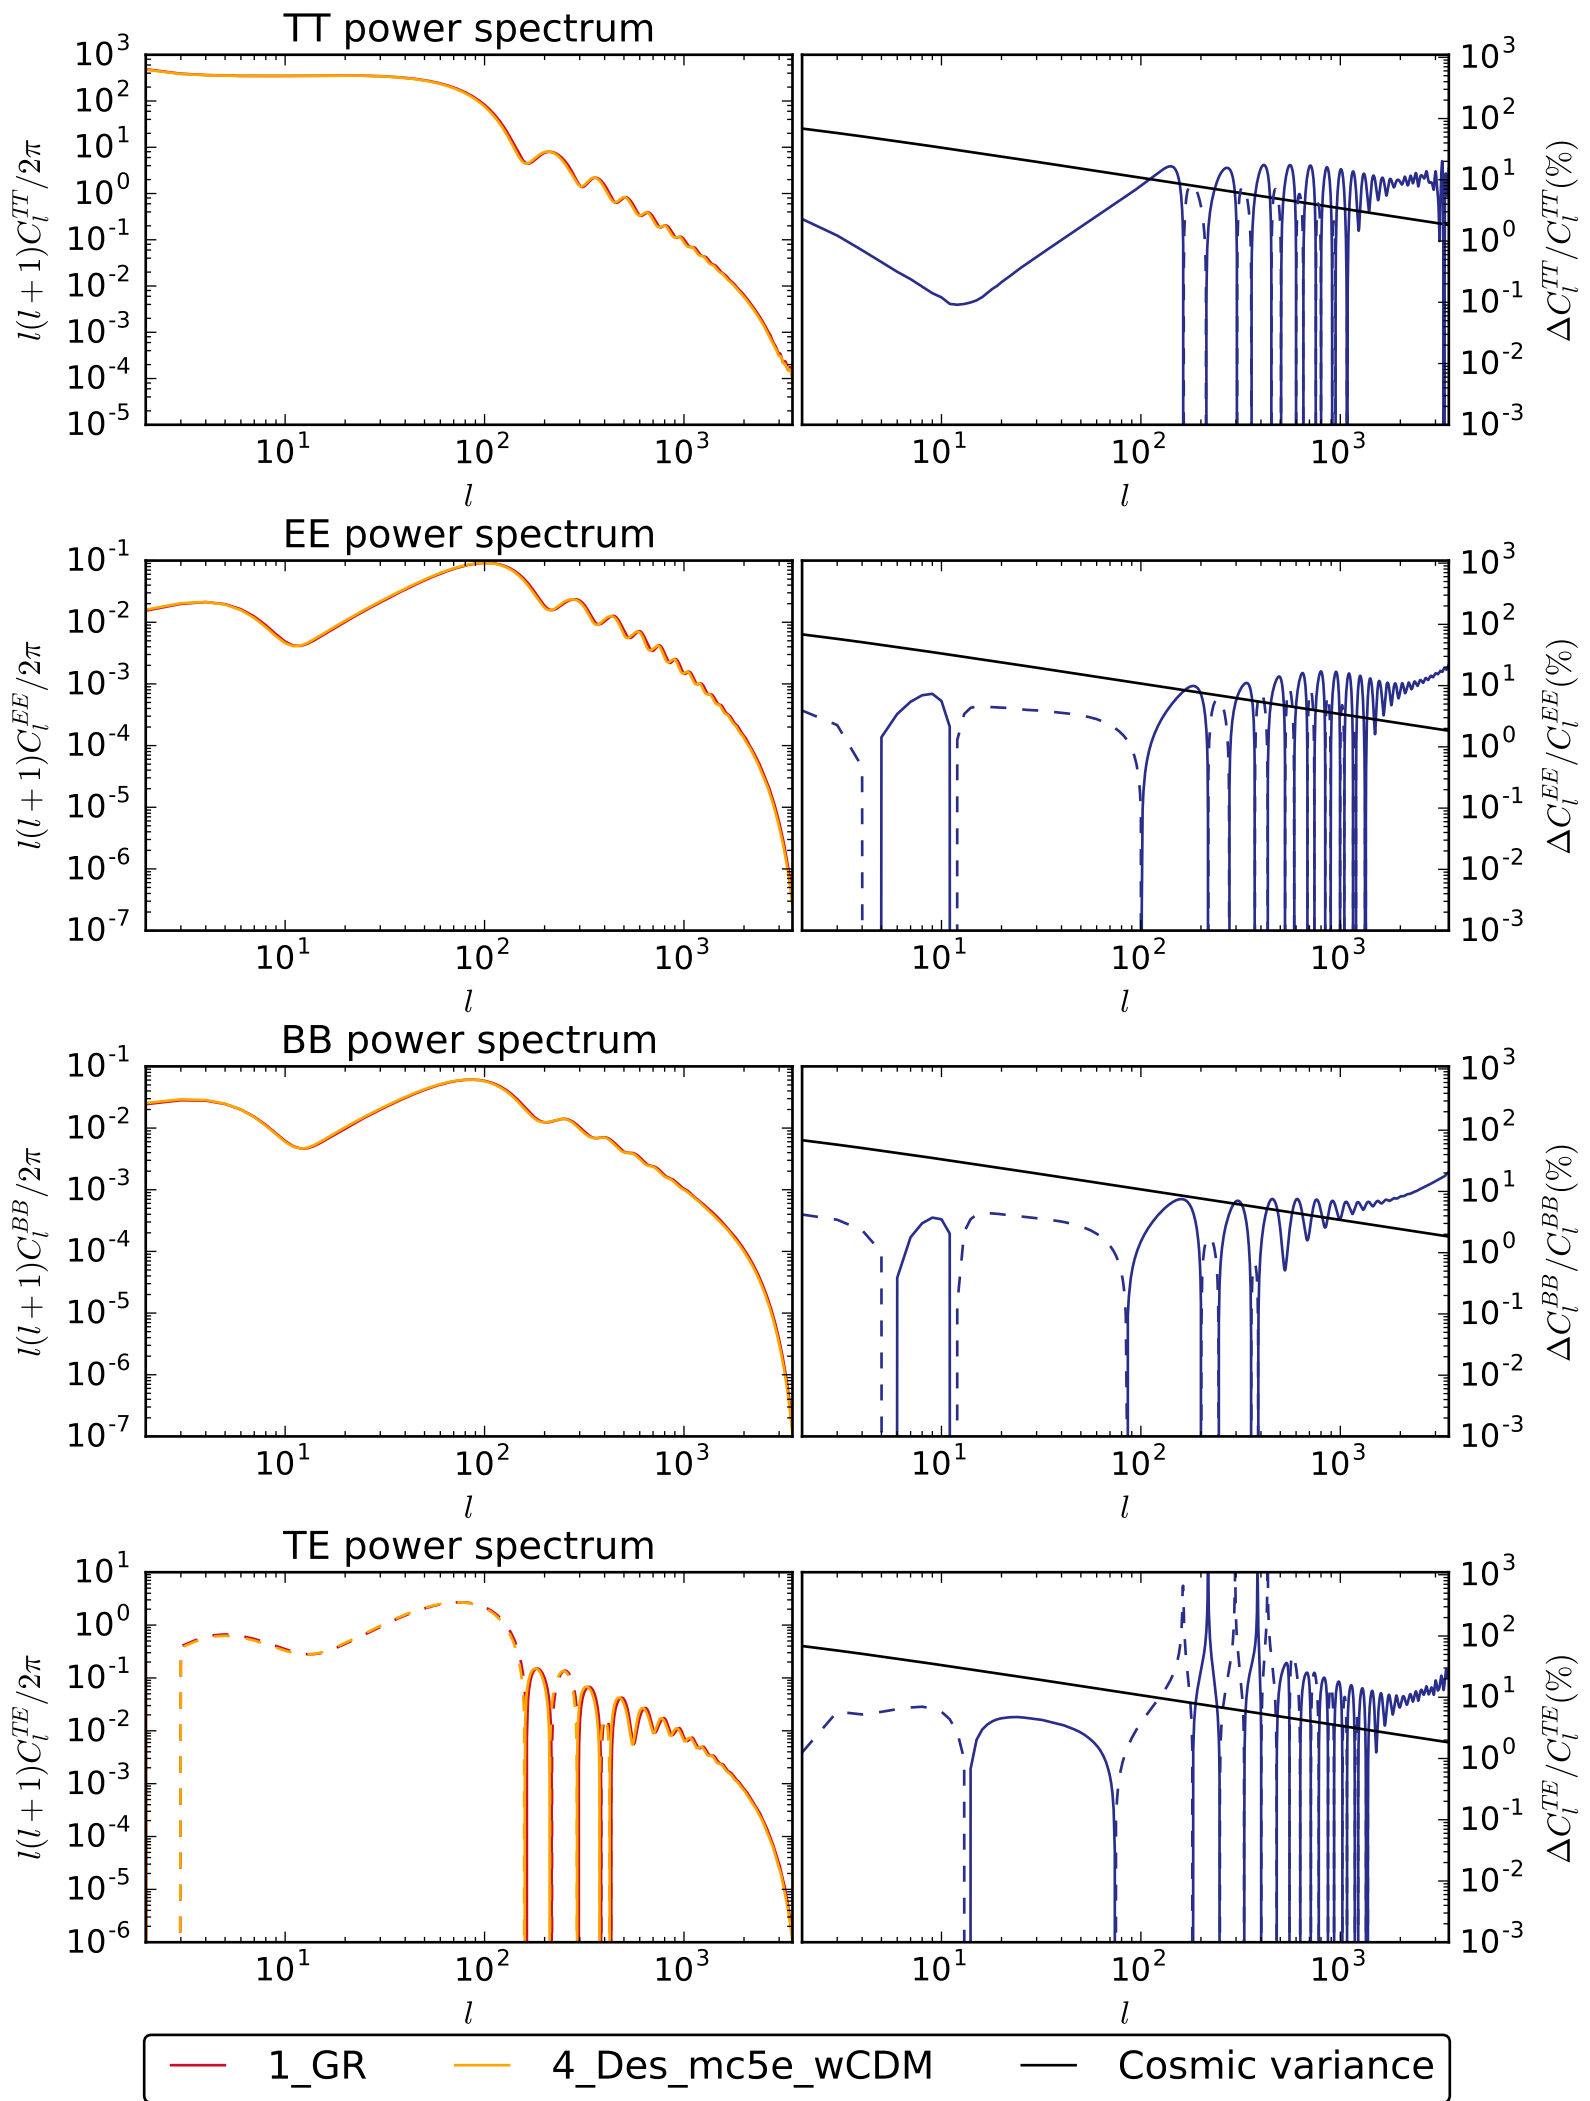 TT power spectrum
10^3
10^2
10^1
10^0
10^-1
10^-2
10^-3
10^-4
10^-5
l(l+1)C_l^{TT}/2π
10^1 10^2 10^3
l
10^3
10^2
10^1
10^0
10^-1
10^-2
10^-3
ΔC_l^{TT}/C_l^{TT}(%)
10^1 10^2 10^3
l
EE power spectrum
10^-1
10^-2
10^-3
10^-4
10^-5
10^-6
10^-7
l(l+1)C_l^{EE}/2π
10^1 10^2 10^3
l
10^3
10^2
10^1
10^0
10^-1
10^-2
10^-3
ΔC_l^{EE}/C_l^{EE}(%)
10^1 10^2 10^3
l
BB power spectrum
10^-1
10^-2
10^-3
10^-4
10^-5
10^-6
10^-7
l(l+1)C_l^{BB}/2π
10^1 10^2 10^3
l
10^3
10^2
10^1
10^0
10^-1
10^-2
10^-3
ΔC_l^{BB}/C_l^{BB}(%)
10^1 10^2 10^3
l
TE power spectrum
10^1
10^0
10^-1
10^-2
10^-3
10^-4
10^-5
10^-6
l(l+1)C_l^{TE}/2π
10^1 10^2 10^3
l
10^3
10^2
10^1
10^0
10^-1
10^-2
10^-3
ΔC_l^{TE}/C_l^{TE}(%)
10^1 10^2 10^3
l
1_GR 4_Des_mc5e_wCDM Cosmic variance